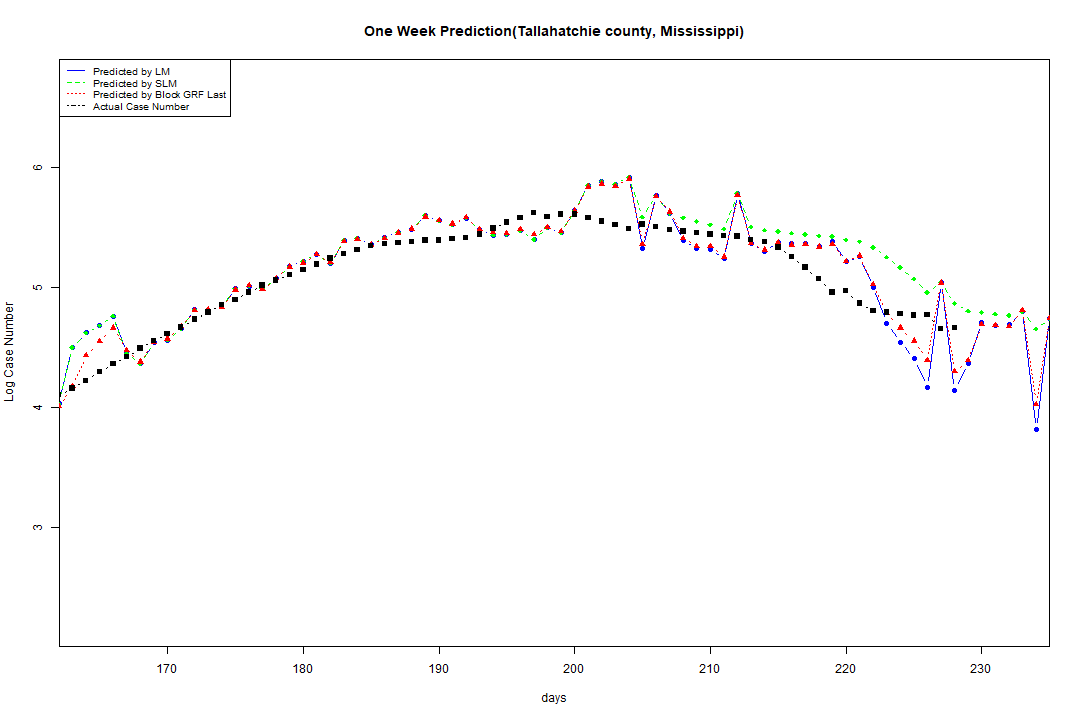 One Week Prediction(Tallahatchie county, Mississippi)
Predicted by LM
Predicted by SLM
Predicted by Block GRF Last
Actual Case Number
6
5
4
3
Log Case Number
170 180 190 200 210 220 230
days